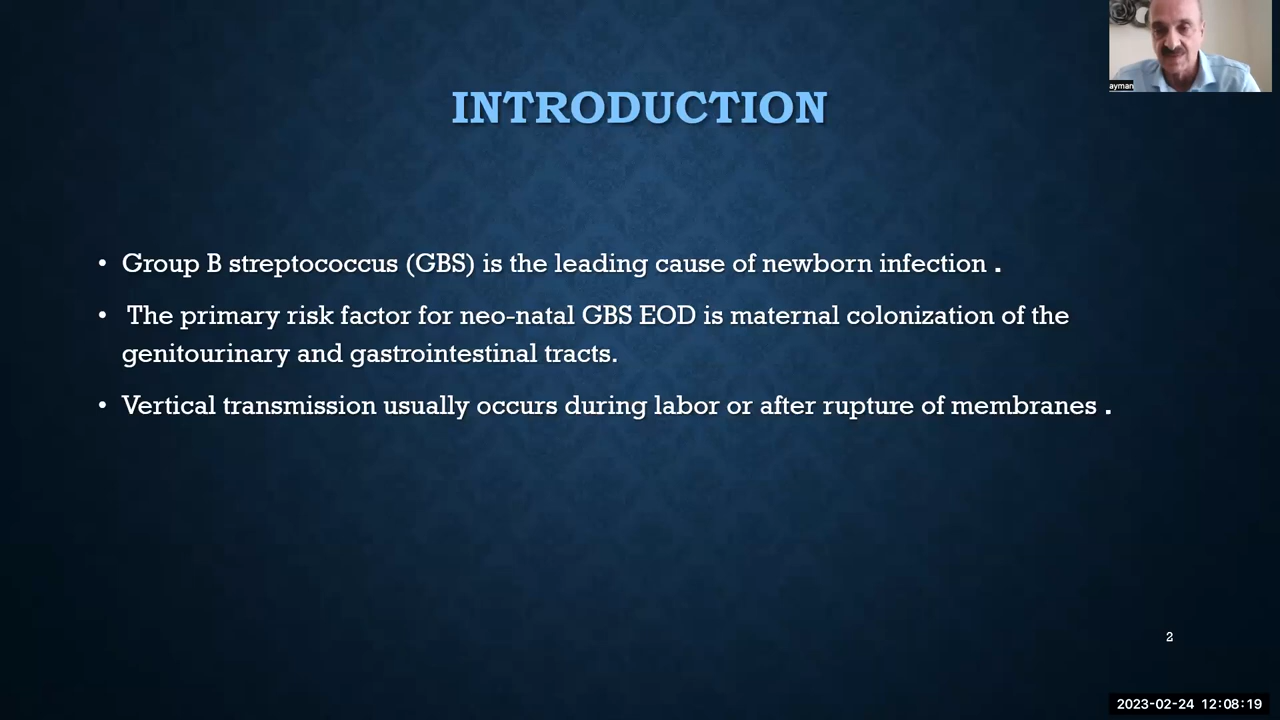 INTRODUCTION
• Group B streptococcus (GBS) is the leading cause of newborn infection .
• The primary risk factor for neo-natal GBS EOD is maternal colonization of the
genitourinary and gastrointestinal tracts.
• Vertical transmission usually occurs during labor or after rupture of membranes .
ayman
2
2023-02-24 12:08:19